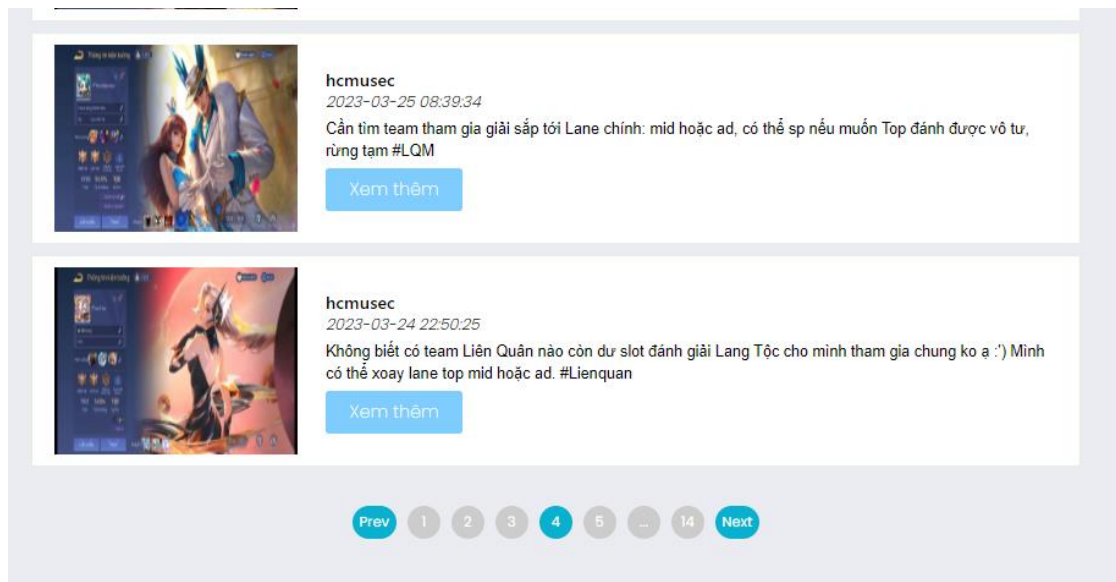 hcmusec
2023-03-25 08:39:34
Cần tìm team tham gia giải sắp tới Lane chính: mid hoặc ad, có thể sp nếu muốn Top đánh được vô tư,
rừng tạm #LQM
Xem thêm
hcmusec
2023-03-24 22:50:25
Không biết có team Liên Quân nào còn dư slot đánh giải Lang Tộc cho mình tham gia chung ko ạ :') Mình
có thể xoay lane top mid hoặc ad. #Lienquan
Xem thêm
Prev 1 2 3 4 5 ... 14 Next